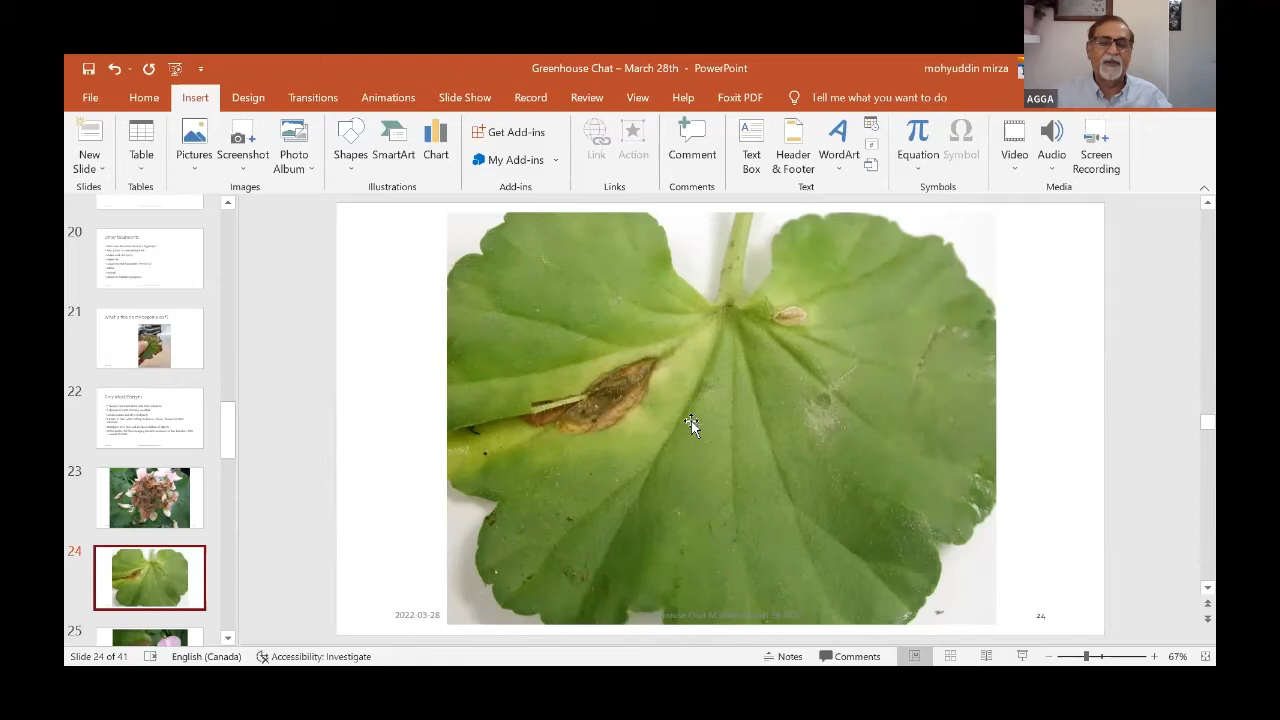 Greenhouse Chat – March 28th - PowerPoint
mohyuddin mirza
AGGA
File Home Insert Design Transitions Animations Slide Show Record Review View Help Foxit PDF Tell me what you want to do
New Slide
Table
Pictures
Screenshot
Photo Album
Shapes
SmartArt
Chart
Get Add-ins
My Add-ins
Link
Action
Comment
Text Box
Header & Footer
WordArt
Equation
Symbol
Video
Audio
Screen Recording
Slides Tables Images Illustrations Add-ins Links Comments Text Symbols Media
20
21
22
23
24
25
2022-03-28
24
Slide 24 of 41 English (Canada) Accessibility: Investigate Notes Comments 67%